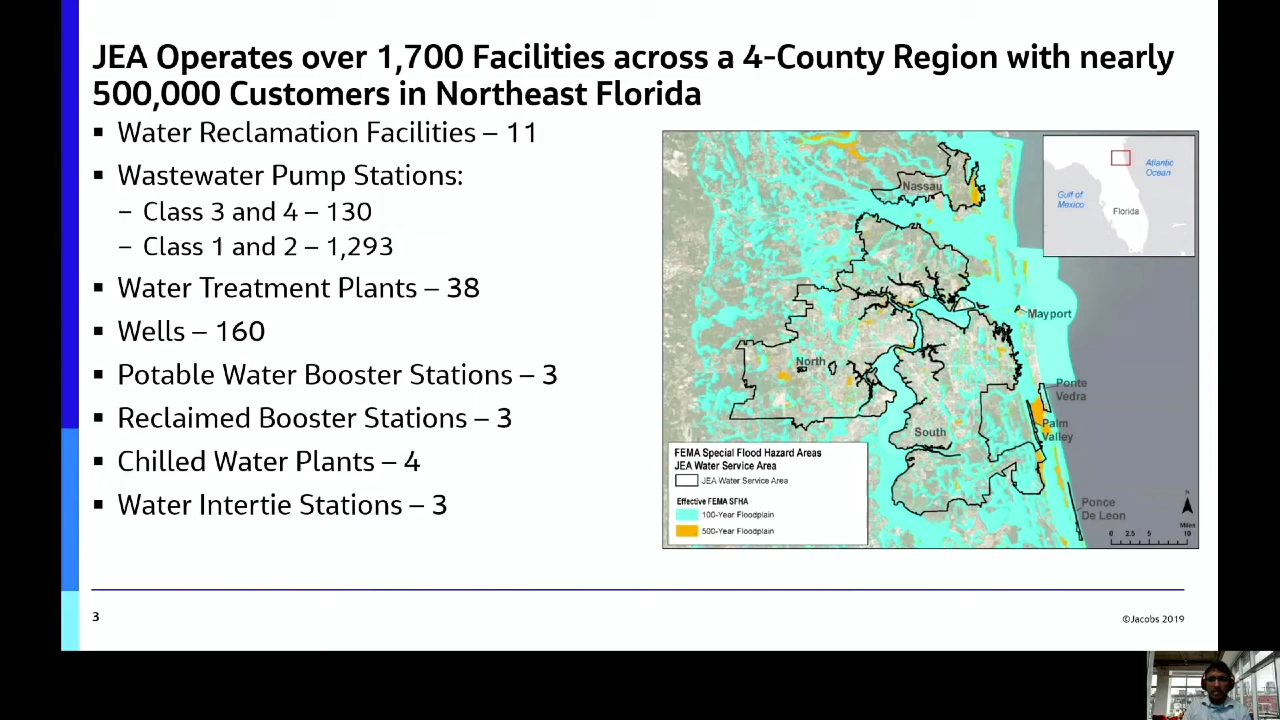 JEA Operates over 1,700 Facilities across a 4-County Region with nearly
500,000 Customers in Northeast Florida
▪ Water Reclamation Facilities – 11
▪ Wastewater Pump Stations:
– Class 3 and 4 – 130
– Class 1 and 2 – 1,293
▪ Water Treatment Plants – 38
▪ Wells – 160
▪ Potable Water Booster Stations – 3
▪ Reclaimed Booster Stations – 3
▪ Chilled Water Plants – 4
▪ Water Intertie Stations – 3
Nassau
Mayport
North
Ponte
Vedra
Palm
Valley
South
Ponce
De Leon
Atlantic
Ocean
Gulf of
Mexico
Florida
FEMA Special Flood Hazard Areas
JEA Water Service Area
JEA Water Service Area
Effective FEMA SFHA
100-Year Floodplain
500-Year Floodplain
N
Miles
0 2.5 5 10
3
©Jacobs 2019